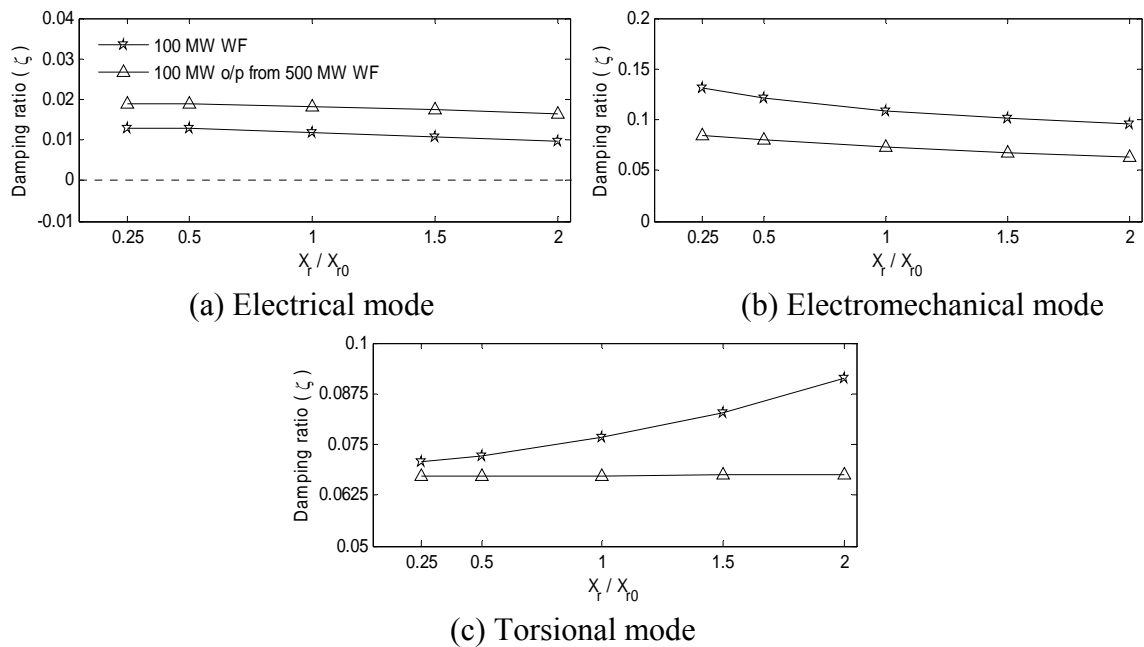 0.04
0.03
0.02
0.01
0
-0.01
Damping ratio ( ζ )
100 MW WF
100 MW o/p from 500 MW WF
0.25 0.5 1 1.5 2
X_r / X_r0
(a) Electrical mode
0.2
0.15
0.1
0.05
0
Damping ratio ( ζ )
0.25 0.5 1 1.5 2
X_r / X_r0
(b) Electromechanical mode
0.1
0.0875
0.075
0.0625
0.05
Damping ratio ( ζ )
0.25 0.5 1 1.5 2
X_r / X_r0
(c) Torsional mode